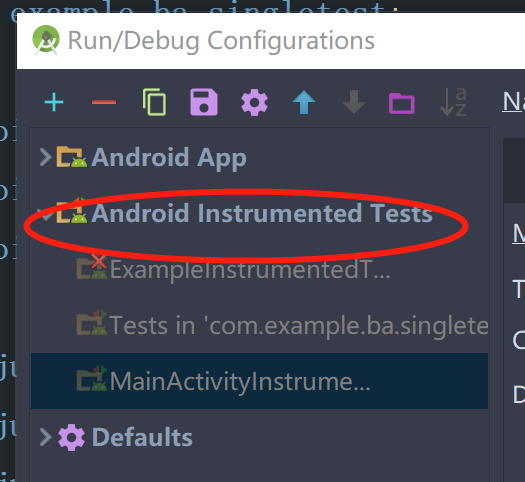 example.ba.singletest;
Run/Debug Configurations
Na
Android App
Android Instrumented Tests
M
ExampleInstrumentedT...
T
Tests in 'com.example.ba.singlete
C
MainActivityInstrume...
D
Defaults